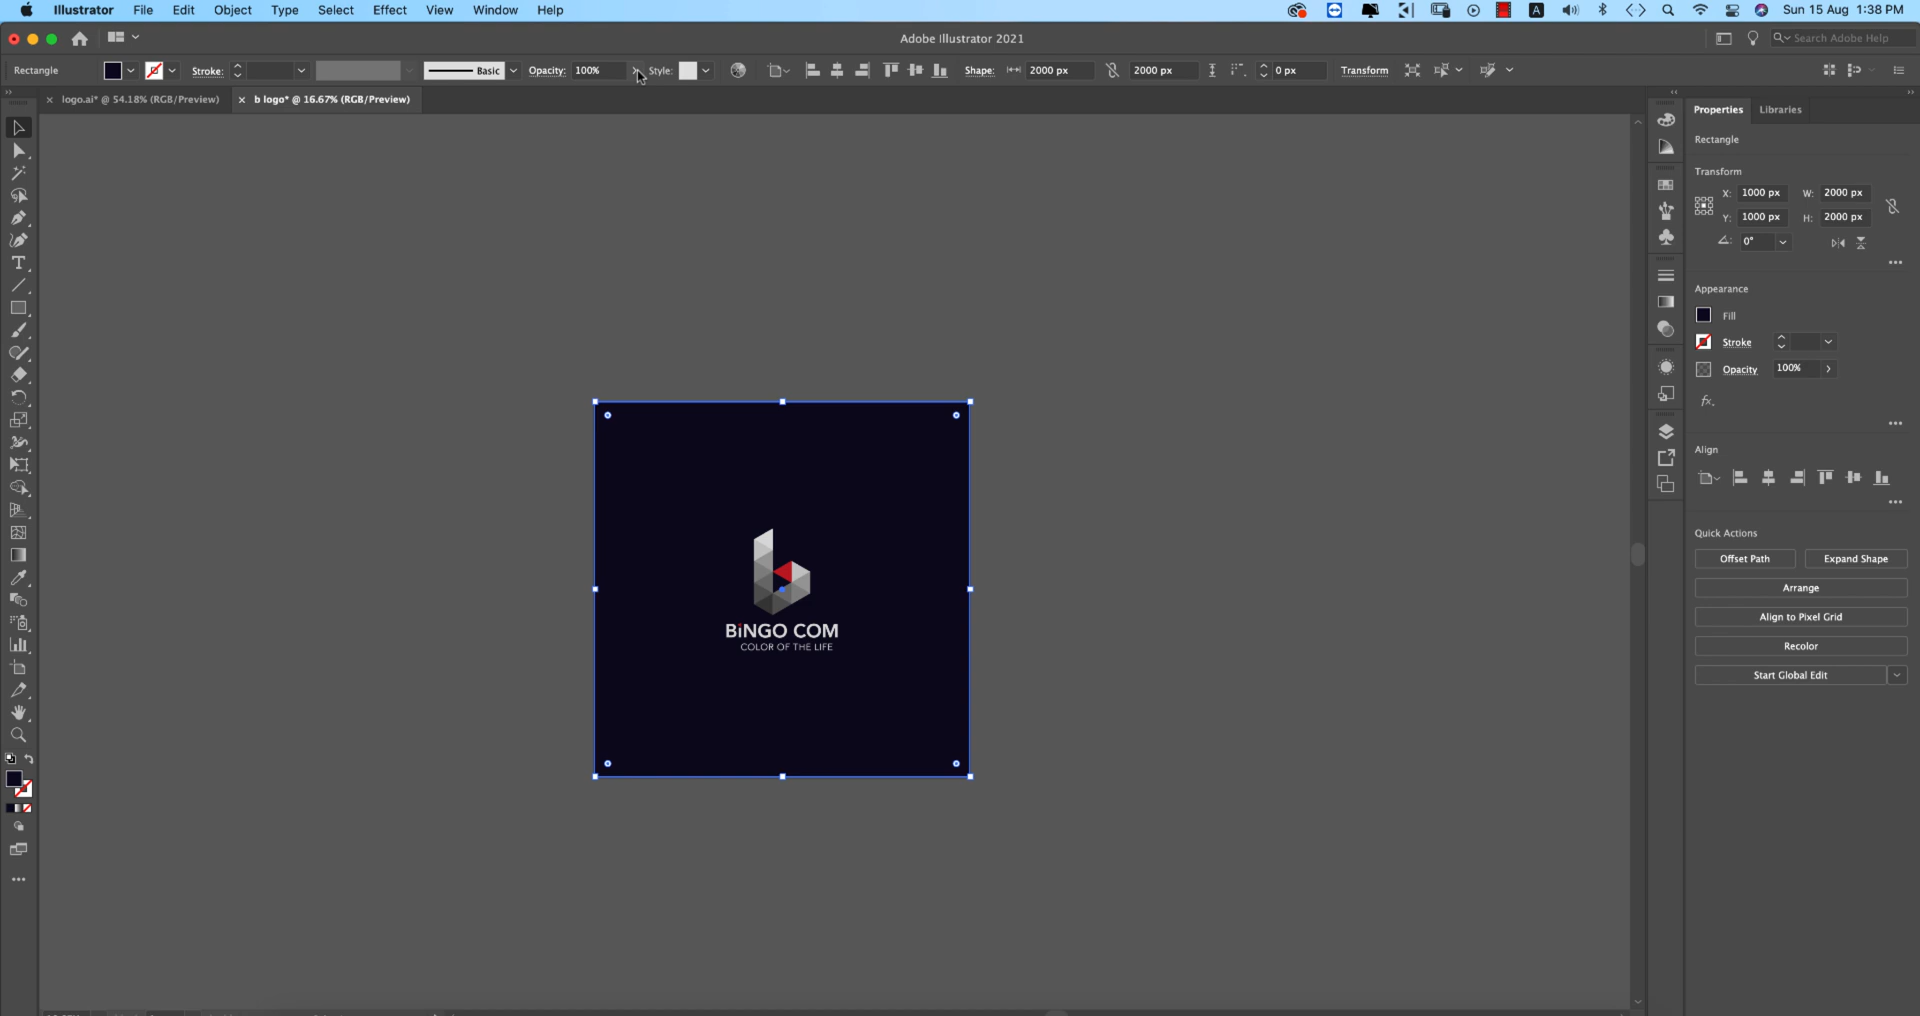 Illustrator File Edit Object Type Select Effect View Window Help
A
Sun 15 Aug 1:38 PM
Adobe Illustrator 2021
Search Adobe Help
Rectangle
Stroke:
Basic
Opacity: 100%
Style:
Shape: 2000 px 2000 px 0 px
Transform
× logo.ai* @ 54.18% (RGB/Preview)
× b logo* @ 16.67% (RGB/Preview)
Properties Libraries
Rectangle
Transform
X: 1000 px W: 2000 px
Y: 1000 px H: 2000 px
0°
Appearance
Fill
Stroke
Opacity 100%
fx.
Align
Quick Actions
Offset Path Expand Shape
Arrange
Align to Pixel Grid
Recolor
Start Global Edit
BiNGO COM
COLOR OF THE LIFE